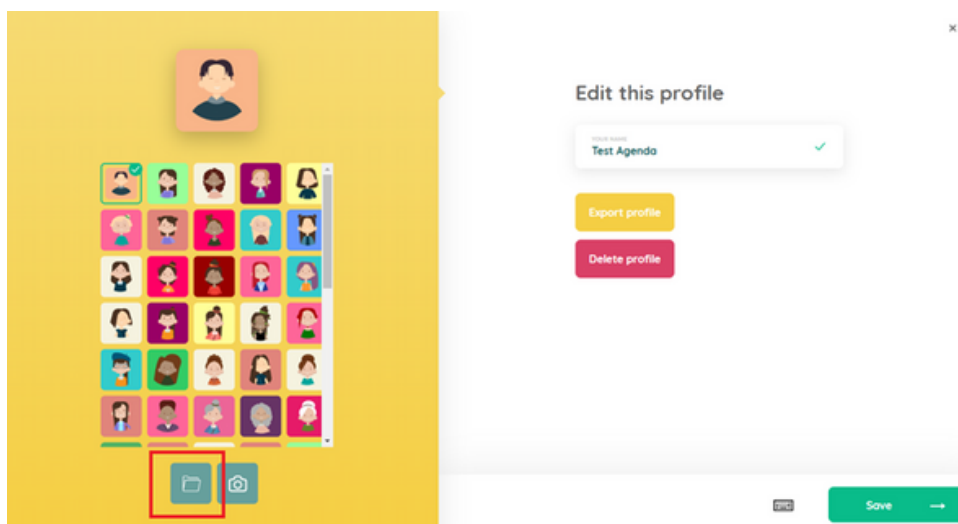 ×
Edit this profile
YOUR NAME
Test Agenda
Export profile
Delete profile
Save →